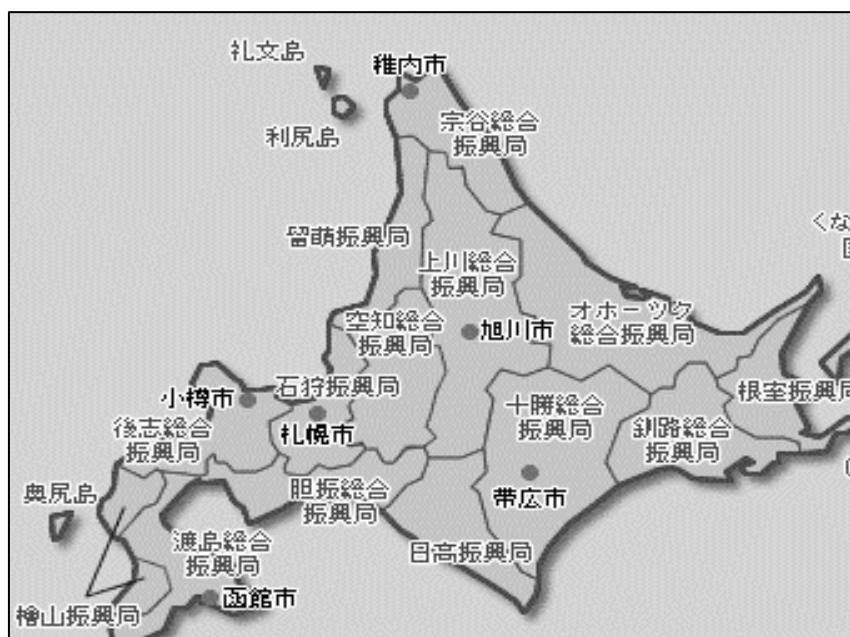 礼文島
稚内市
利尻島
宗谷総合
振興局
留萌振興局
上川総合
振興局
くな
空知総合
振興局
旭川市
オホーツク
総合振興局
石狩振興局
小樽市
札幌市
根室振興局
後志総合
振興局
十勝総合
振興局
釧路総合
振興局
胆振総合
振興局
帯広市
奥尻島
渡島総合
振興局
日高振興局
函館市
檜山振興局